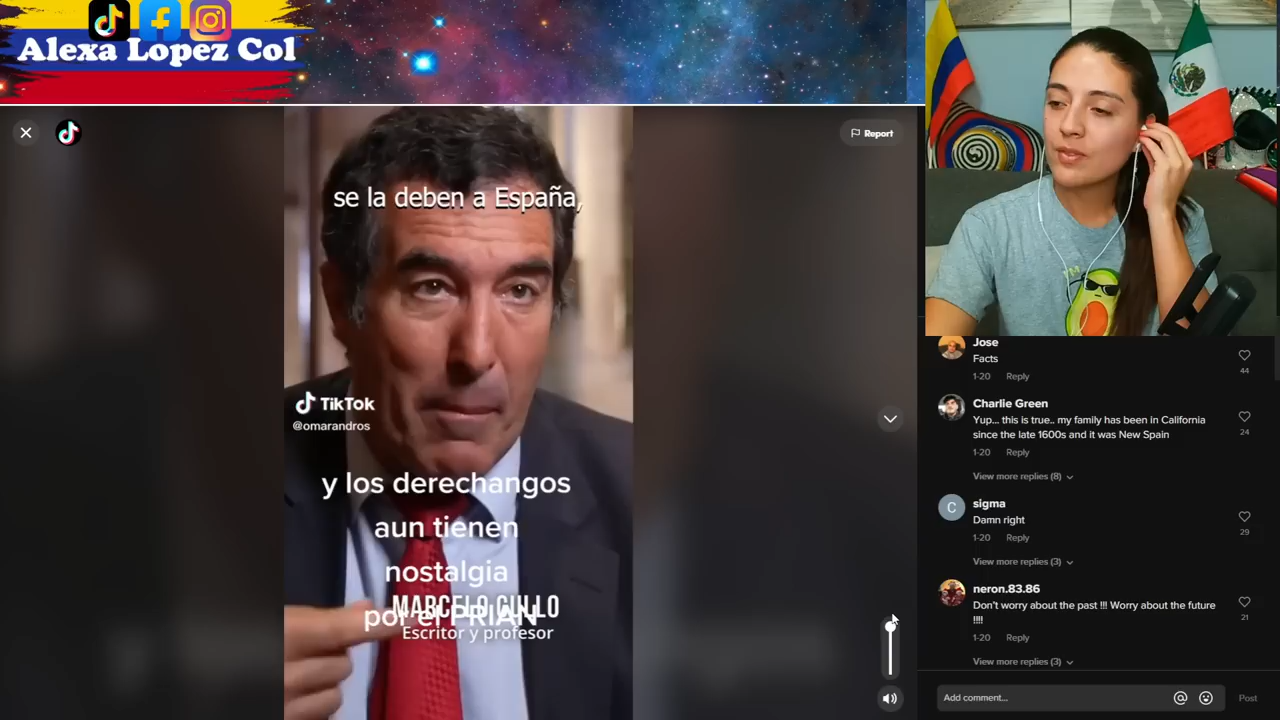 Alexa Lopez Col
Report
se la deben a España,
TikTok
@omarandros
y los derechangos
aun tienen
nostalgia
por el PRIAN
MARCELO GULLO
Escritor y profesor
Jose
Facts
1-20 Reply
44
Charlie Green
Yup... this is true.. my family has been in California
since the late 1600s and it was New Spain
24
1-20 Reply
View more replies (8)
C
sigma
Damn right
29
1-20 Reply
View more replies (3)
neron.83.86
Don't worry about the past !!! Worry about the future
!!!!
21
1-20 Reply
View more replies (3)
Add comment...
Post